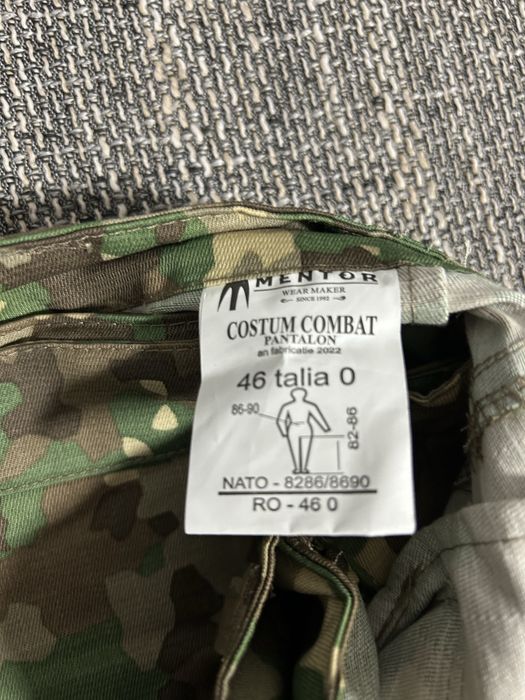 MENTOR
WEAR MAKER
SINCE 1992
COSTUM COMBAT
PANTALON
an fabricatie 2022
46 talia 0
86-90
82-86
NATO - 8286/8690
RO - 46 0